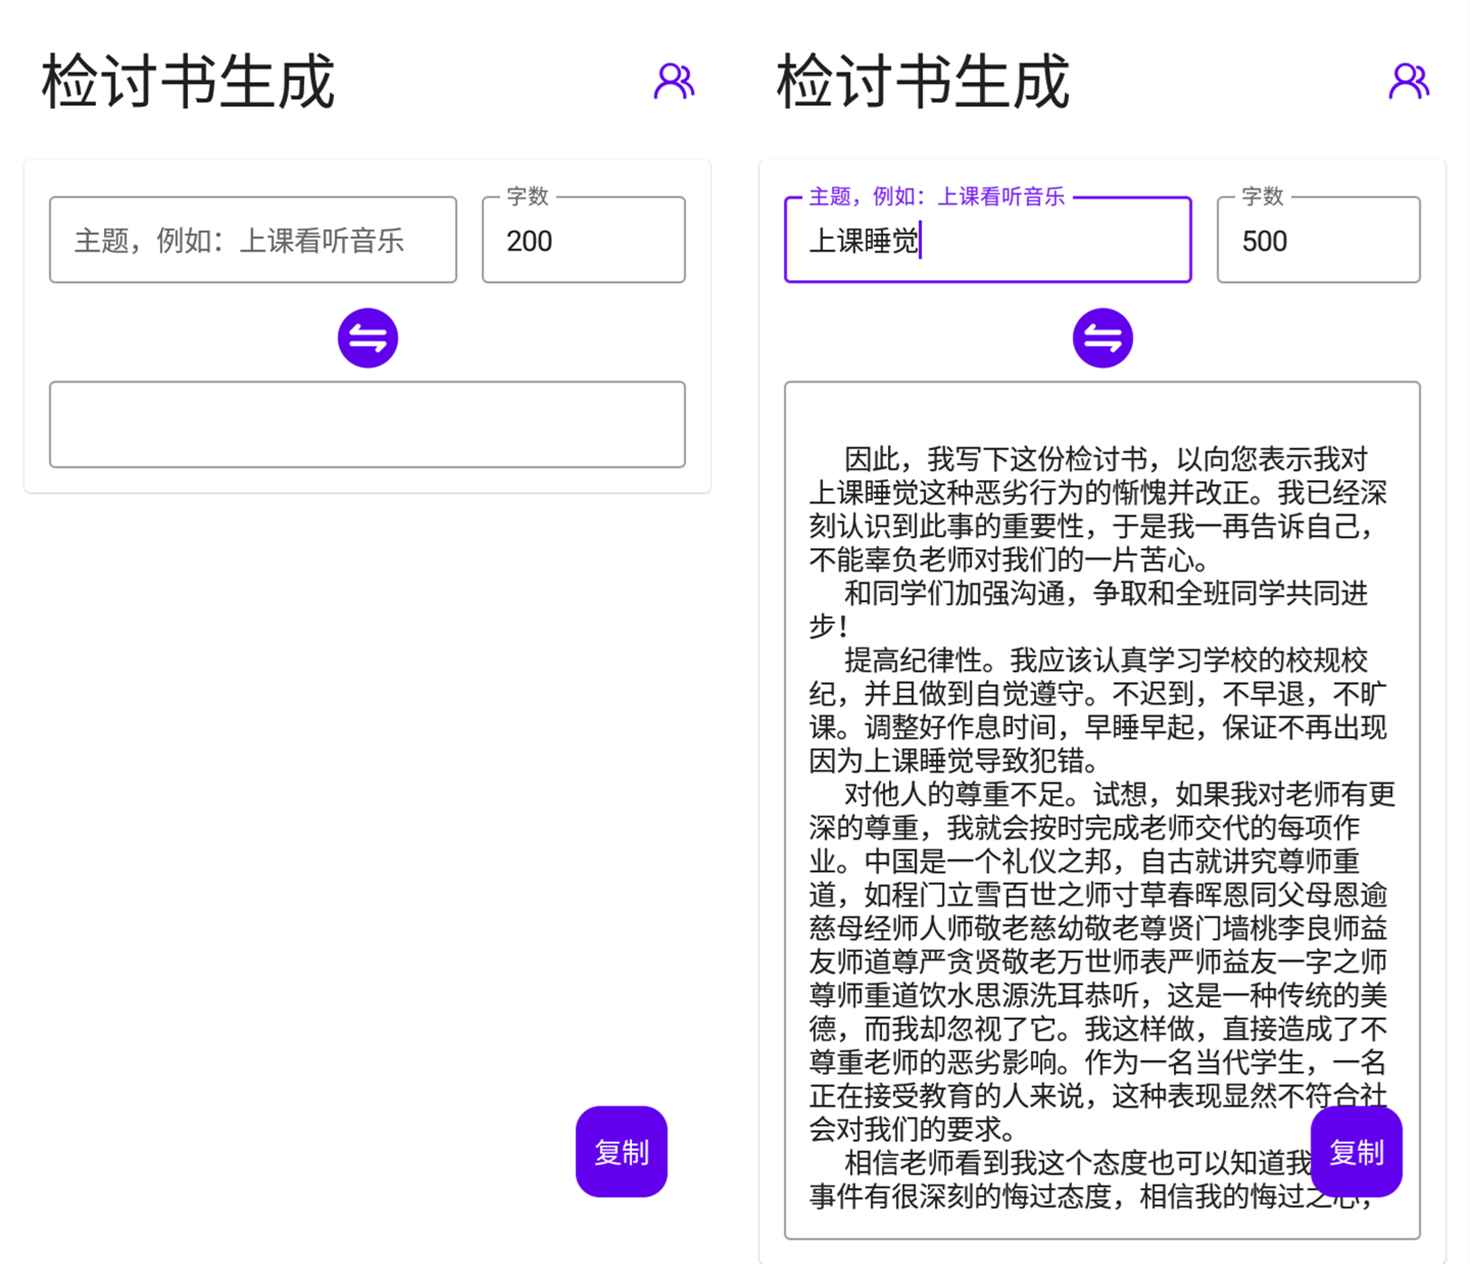 检讨书生成
主题，例如：上课看听音乐
字数
200
复制
检讨书生成
主题，例如：上课看听音乐
上课睡觉
字数
500
因此，我写下这份检讨书，以向您表示我对
上课睡觉这种恶劣行为的惭愧并改正。我已经深
刻认识到此事的重要性，于是我一再告诉自己，
不能辜负老师对我们的一片苦心。
和同学们加强沟通，争取和全班同学共同进
步！
提高纪律性。我应该认真学习学校的校规校
纪，并且做到自觉遵守。不迟到，不早退，不旷
课。调整好作息时间，早睡早起，保证不再出现
因为上课睡觉导致犯错。
对他人的尊重不足。试想，如果我对老师有更
深的尊重，我就会按时完成老师交代的每项作
业。中国是一个礼仪之邦，自古就讲究尊师重
道，如程门立雪百世之师寸草春晖恩同父母恩逾
慈母经师人师敬老慈幼敬老尊贤门墙桃李良师益
友师道尊严贪贤敬老万世师表严师益友一字之师
尊师重道饮水思源洗耳恭听，这是一种传统的美
德，而我却忽视了它。我这样做，直接造成了不
尊重老师的恶劣影响。作为一名当代学生，一名
正在接受教育的人来说，这种表现显然不符合社
会对我们的要求。
相信老师看到我这个态度也可以知道我
事件有很深刻的悔过态度，相信我的悔过之心，
复制